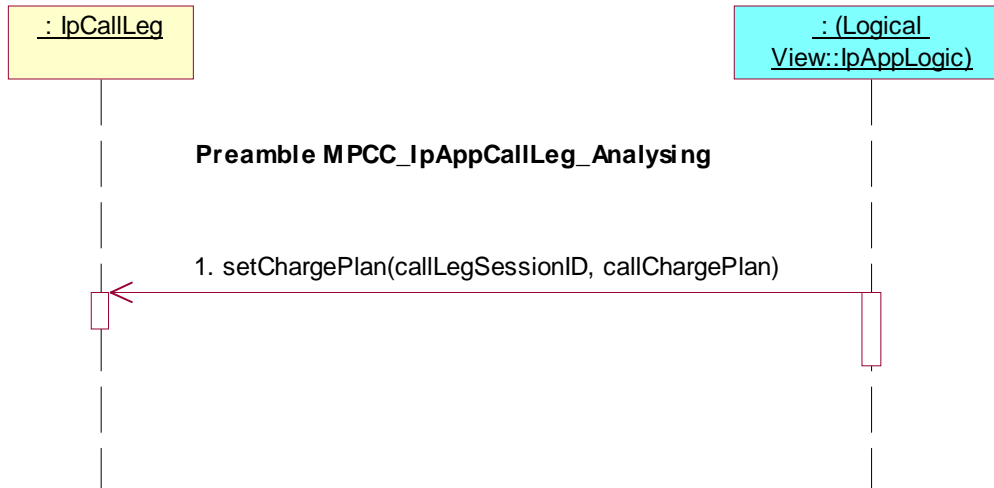 : IpCallLeg
: (Logical
View::IpAppLogic)
Preamble MPCC_IpAppCallLeg_Analysing
1. setChargePlan(callLegSessionID, callChargePlan)